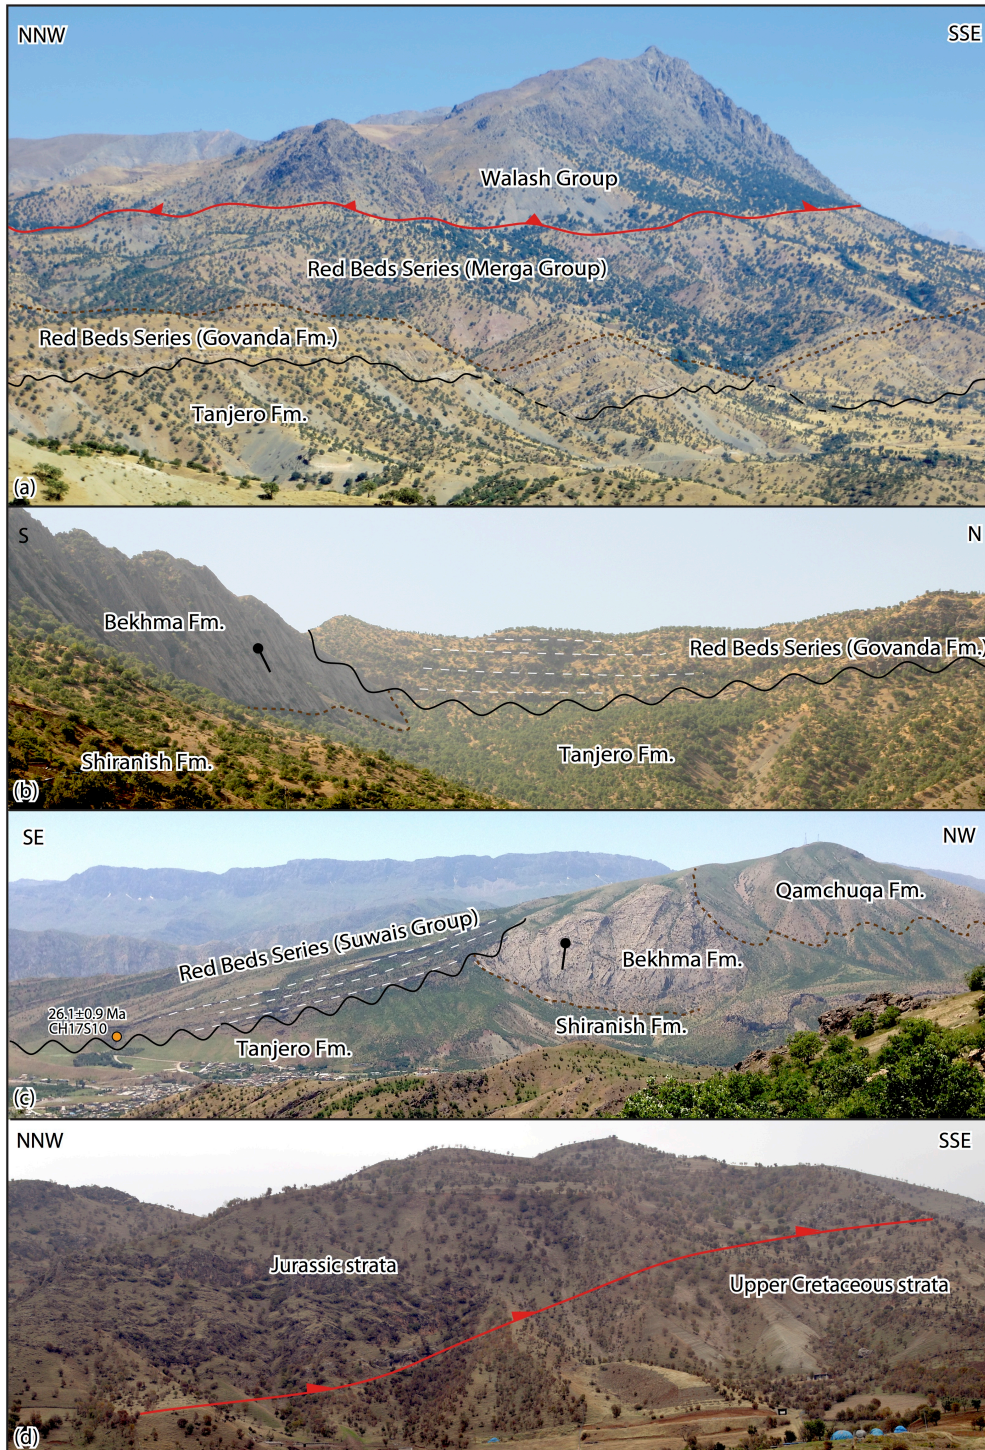 NNW
SSE
Walash Group
Red Beds Series (Merga Group)
Red Beds Series (Govanda Fm.)
Tanjero Fm.
(a)
S
N
Bekhma Fm.
Red Beds Series (Govanda Fm.)
Tanjero Fm.
Shiranish Fm.
(b)
SE
NW
Qamchuqa Fm.
Red Beds Series (Suwais Group)
Bekhma Fm.
26.1±0.9 Ma
CH17S10
Shiranish Fm.
Tanjero Fm.
(c)
NNW
SSE
Jurassic strata
Upper Cretaceous strata
(d)